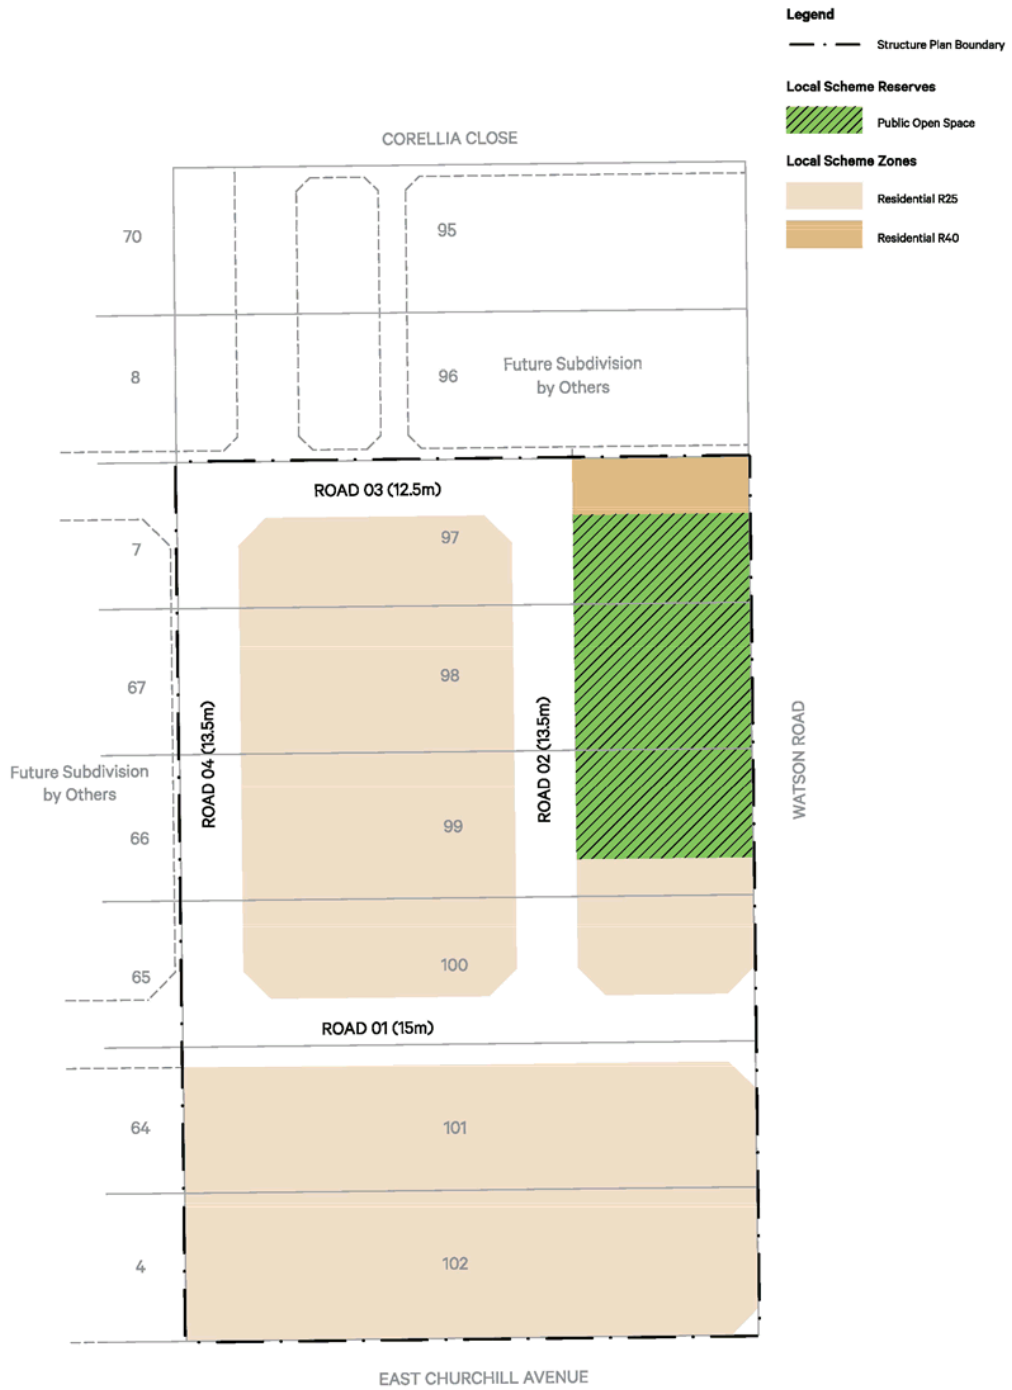 Legend
Structure Plan Boundary
Local Scheme Reserves
Public Open Space
Local Scheme Zones
Residential R25
Residential R40
CORELLIA CLOSE
70
95
8
96
Future Subdivision
by Others
ROAD 03 (12.5m)
7
97
67
98
ROAD 04 (13.5m)
ROAD 02 (13.5m)
WATSON ROAD
Future Subdivision
by Others
66
99
65
100
ROAD 01 (15m)
64
101
4
102
EAST CHURCHILL AVENUE